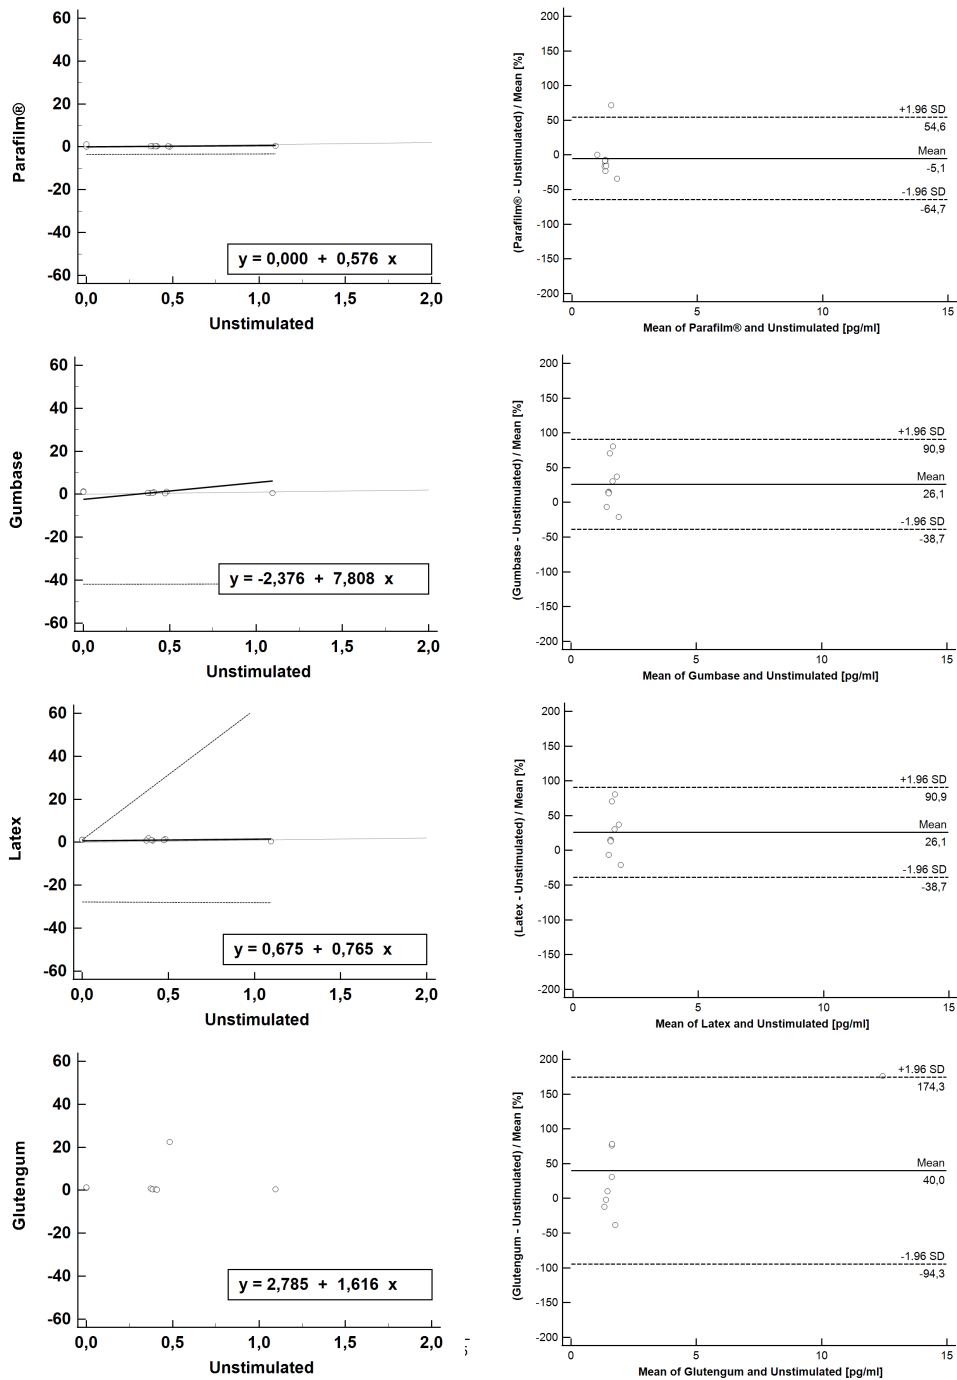 60
40
20
0
-20
-40
-60
Parafilm®
y = 0,000 + 0,576 x
0,0 0,5 1,0 1,5 2,0
Unstimulated
200
150
100
50
0
-50
-100
-150
-200
(Parafilm® - Unstimulated) / Mean [%]
+1.96 SD
54,6
Mean
-5,1
-1.96 SD
-64,7
0 5 10 15
Mean of Parafilm® and Unstimulated [pg/ml]
60
40
20
0
-20
-40
-60
Gumbase
y = -2,376 + 7,808 x
0,0 0,5 1,0 1,5 2,0
Unstimulated
200
150
100
50
0
-50
-100
-150
-200
(Gumbase - Unstimulated) / Mean [%]
+1.96 SD
90,9
Mean
26,1
-1.96 SD
-38,7
0 5 10 15
Mean of Gumbase and Unstimulated [pg/ml]
60
40
20
0
-20
-40
-60
Latex
y = 0,675 + 0,765 x
0,0 0,5 1,0 1,5 2,0
Unstimulated
200
150
100
50
0
-50
-100
-150
-200
(Latex - Unstimulated) / Mean [%]
+1.96 SD
90,9
Mean
26,1
-1.96 SD
-38,7
0 5 10 15
Mean of Latex and Unstimulated [pg/ml]
60
40
20
0
-20
-40
-60
Glutengum
y = 2,785 + 1,616 x
0,0 0,5 1,0 1,5 2,0
Unstimulated
200
150
100
50
0
-50
-100
-150
-200
(Glutengum - Unstimulated) / Mean [%]
+1.96 SD
174,3
Mean
40,0
-1.96 SD
-94,3
0 5 10 15
Mean of Glutengum and Unstimulated [pg/ml]